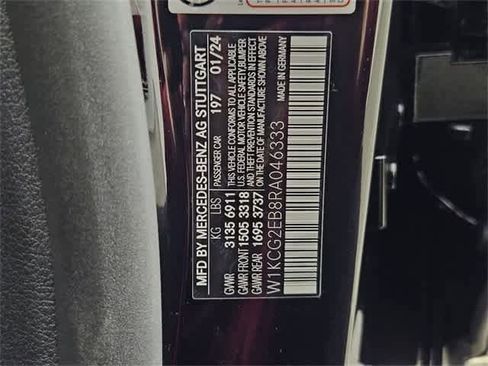 MFD BY MERCEDES-BENZ AG STUTTGART
PASSENGER CAR 197 01/24
KG LBS
GVWR 3135 6911
GAWR FRONT 1505 3318
GAWR REAR 1695 3737
THIS VEHICLE CONFORMS TO ALL APPLICABLE
U.S. FEDERAL MOTOR VEHICLE SAFETY, BUMPER
AND THEFT PREVENTION STANDARDS IN EFFECT
ON THE DATE OF MANUFACTURE SHOWN ABOVE
W1KCG2EB8RA046333
MADE IN GERMANY